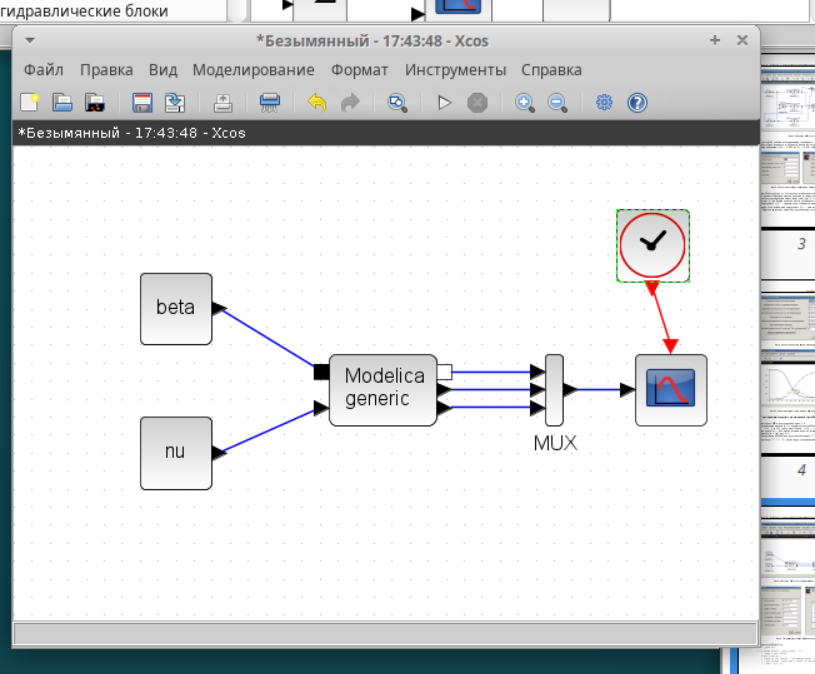 гидравлические блоки
*Безымянный - 17:43:48 - Xcos
Файл Правка Вид Моделирование Формат Инструменты Справка
*Безымянный - 17:43:48 - Xcos
beta
Modelica
generic
nu
MUX
3
4